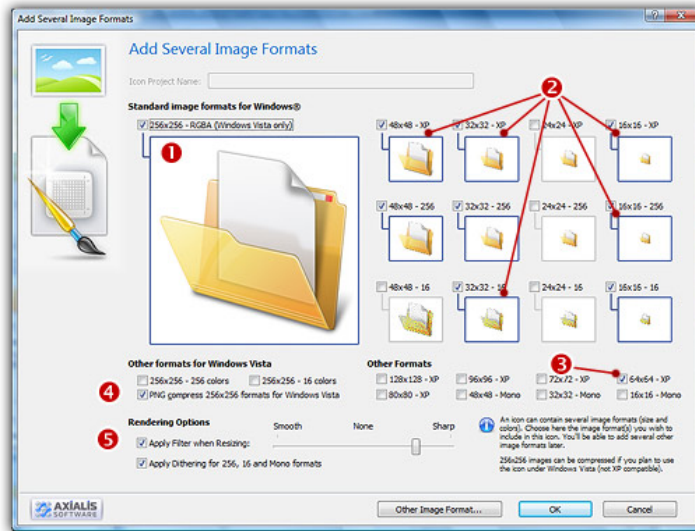 Add Several Image Formats
Add Several Image Formats
Icon Project Name:
Standard image formats for Windows®
256x256 - RGBA (Windows Vista only)
48x48 - XP
32x32 - XP
24x24 - XP
16x16 - XP
1
2
48x48 - 256
32x32 - 256
24x24 - 256
16x16 - 256
48x48 - 16
32x32 - 16
24x24 - 16
16x16 - 16
Other formats for Windows Vista
256x256 - 256 colors
256x256 - 16 colors
4
PNG compress 256x256 formats for Windows Vista
Other Formats
3
128x128 - XP
96x96 - XP
72x72 - XP
64x64 - XP
80x80 - XP
48x48 - Mono
32x32 - Mono
16x16 - Mono
Rendering Options
Smooth
None
Sharp
5
Apply Filter when Resizing:
Apply Dithering for 256, 16 and Mono formats
An icon can contain several image formats (size and
colors). Choose here the image format(s) you wish to
include in this icon. You'll be able to add several other
image formats later.
256x256 images can be compressed if you plan to use
the icon under Windows Vista (not XP compatible).
AXIALIS
SOFTWARE
Other Image Format...
OK
Cancel